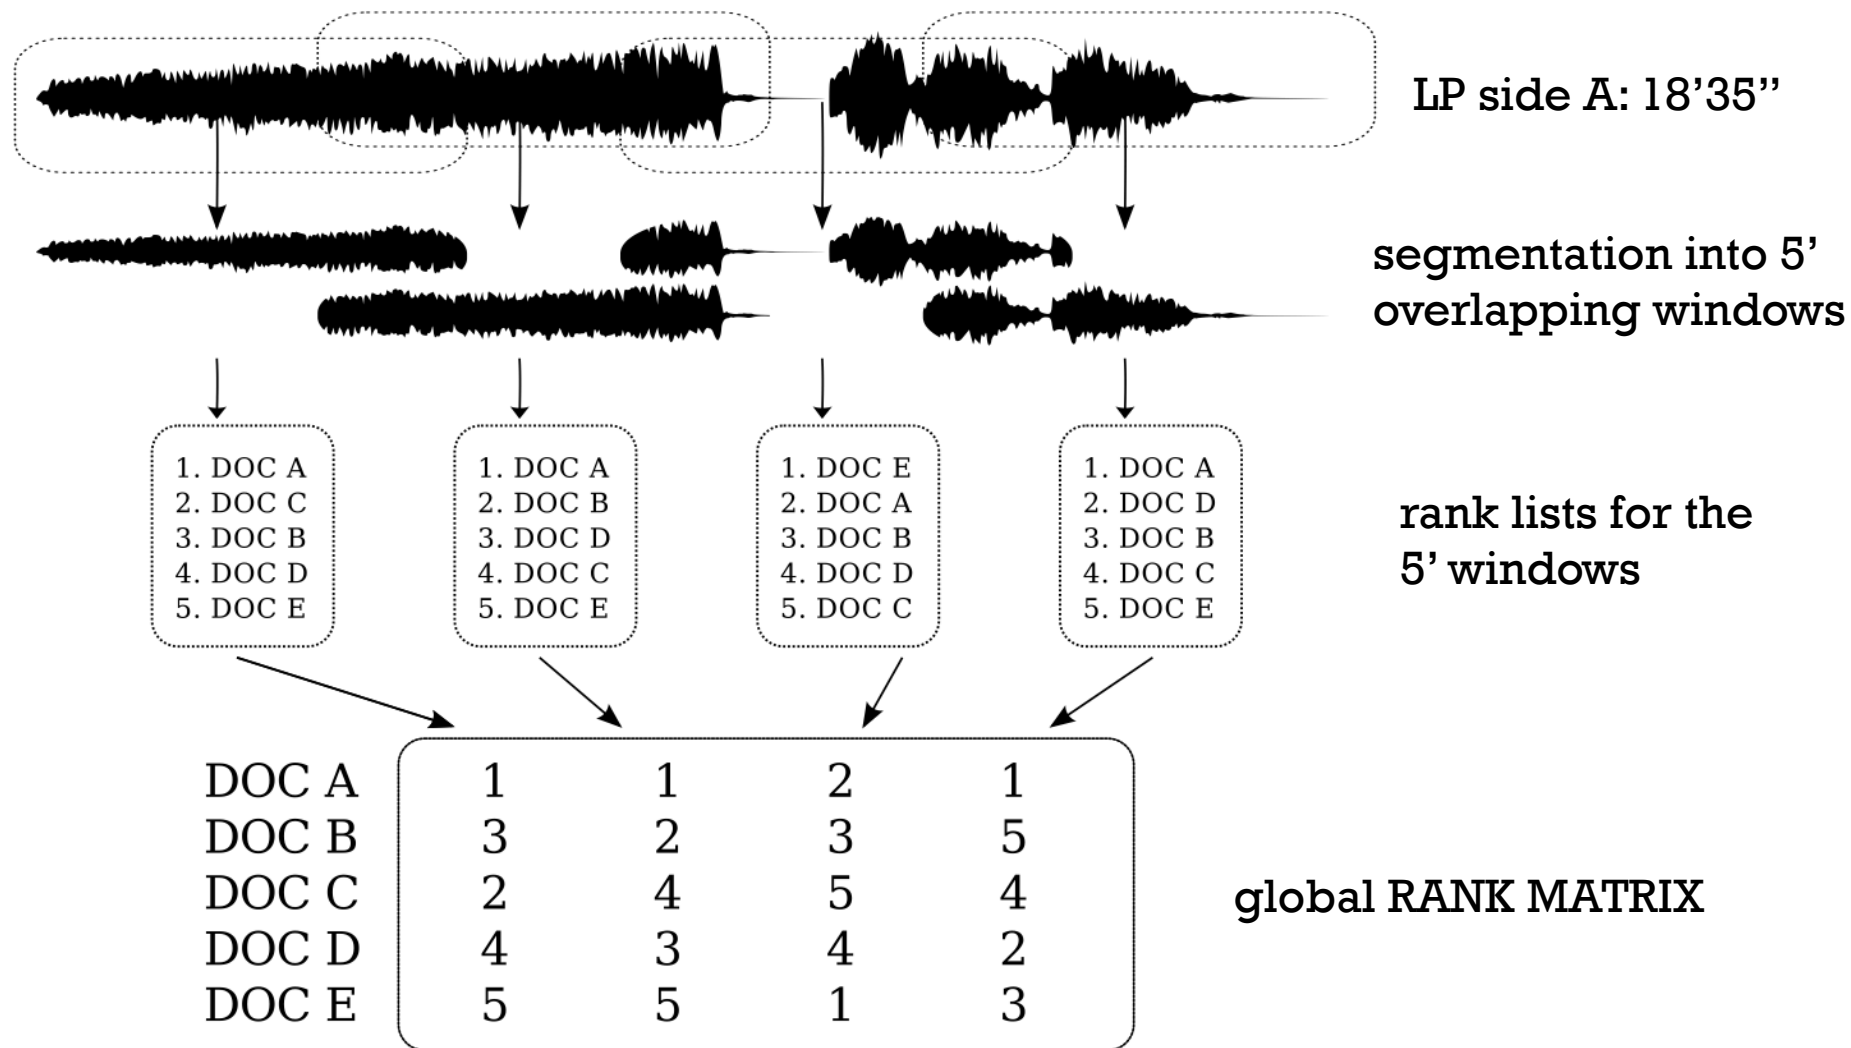 LP side A: 18’35’’
segmentation into 5’
overlapping windows
1. DOC A
2. DOC C
3. DOC B
4. DOC D
5. DOC E
1. DOC A
2. DOC B
3. DOC D
4. DOC C
5. DOC E
1. DOC E
2. DOC A
3. DOC B
4. DOC D
5. DOC C
1. DOC A
2. DOC D
3. DOC B
4. DOC C
5. DOC E
rank lists for the
5’ windows
DOC A 1 1 2 1
DOC B 3 2 3 5
DOC C 2 4 5 4
DOC D 4 3 4 2
DOC E 5 5 1 3
global RANK MATRIX